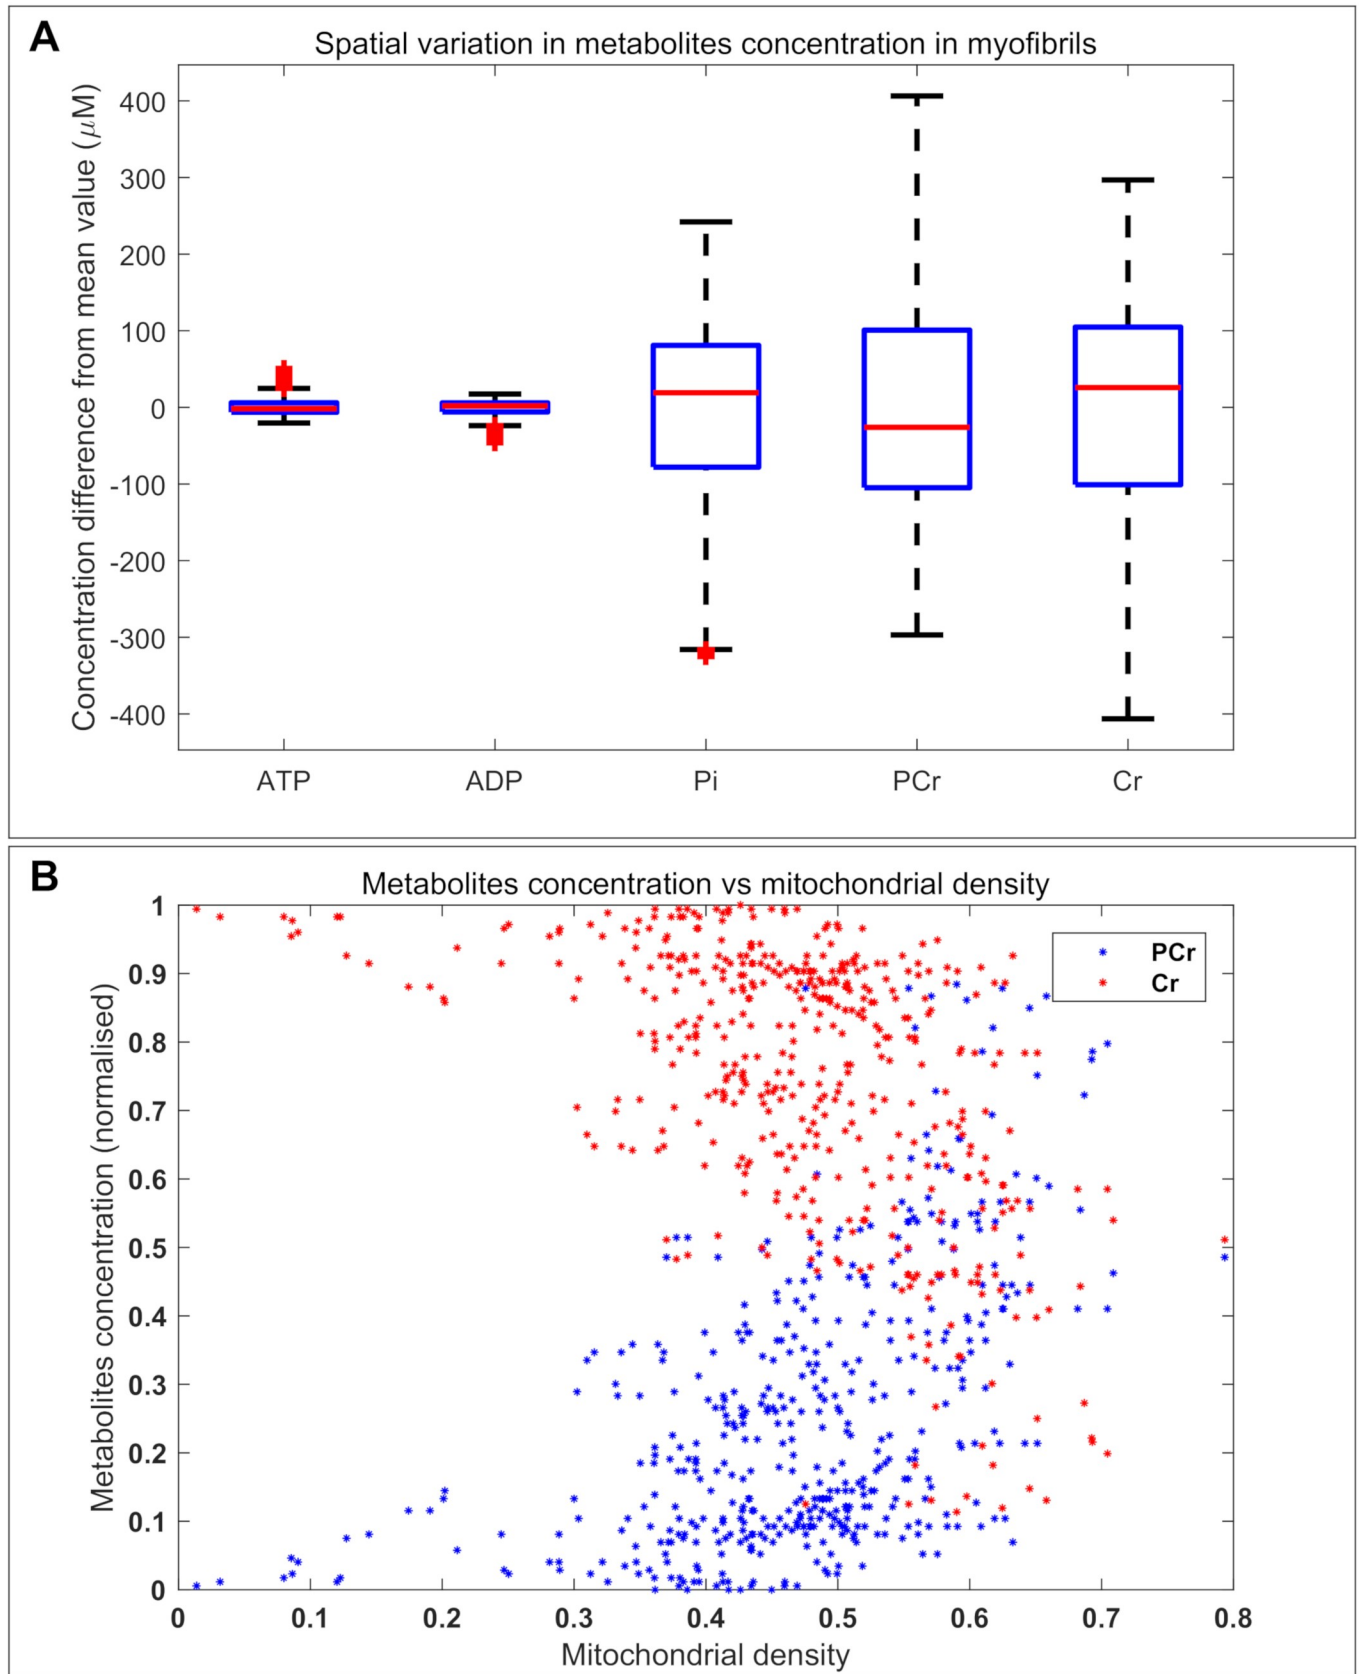 A
Spatial variation in metabolites concentration in myofibrils
Concentration difference from mean value (μM)
400
300
200
100
0
-100
-200
-300
-400
ATP ADP Pi PCr Cr
B
Metabolites concentration vs mitochondrial density
Metabolites concentration (normalised)
1
0.9
0.8
0.7
0.6
0.5
0.4
0.3
0.2
0.1
0
PCr
Cr
0 0.1 0.2 0.3 0.4 0.5 0.6 0.7 0.8
Mitochondrial density